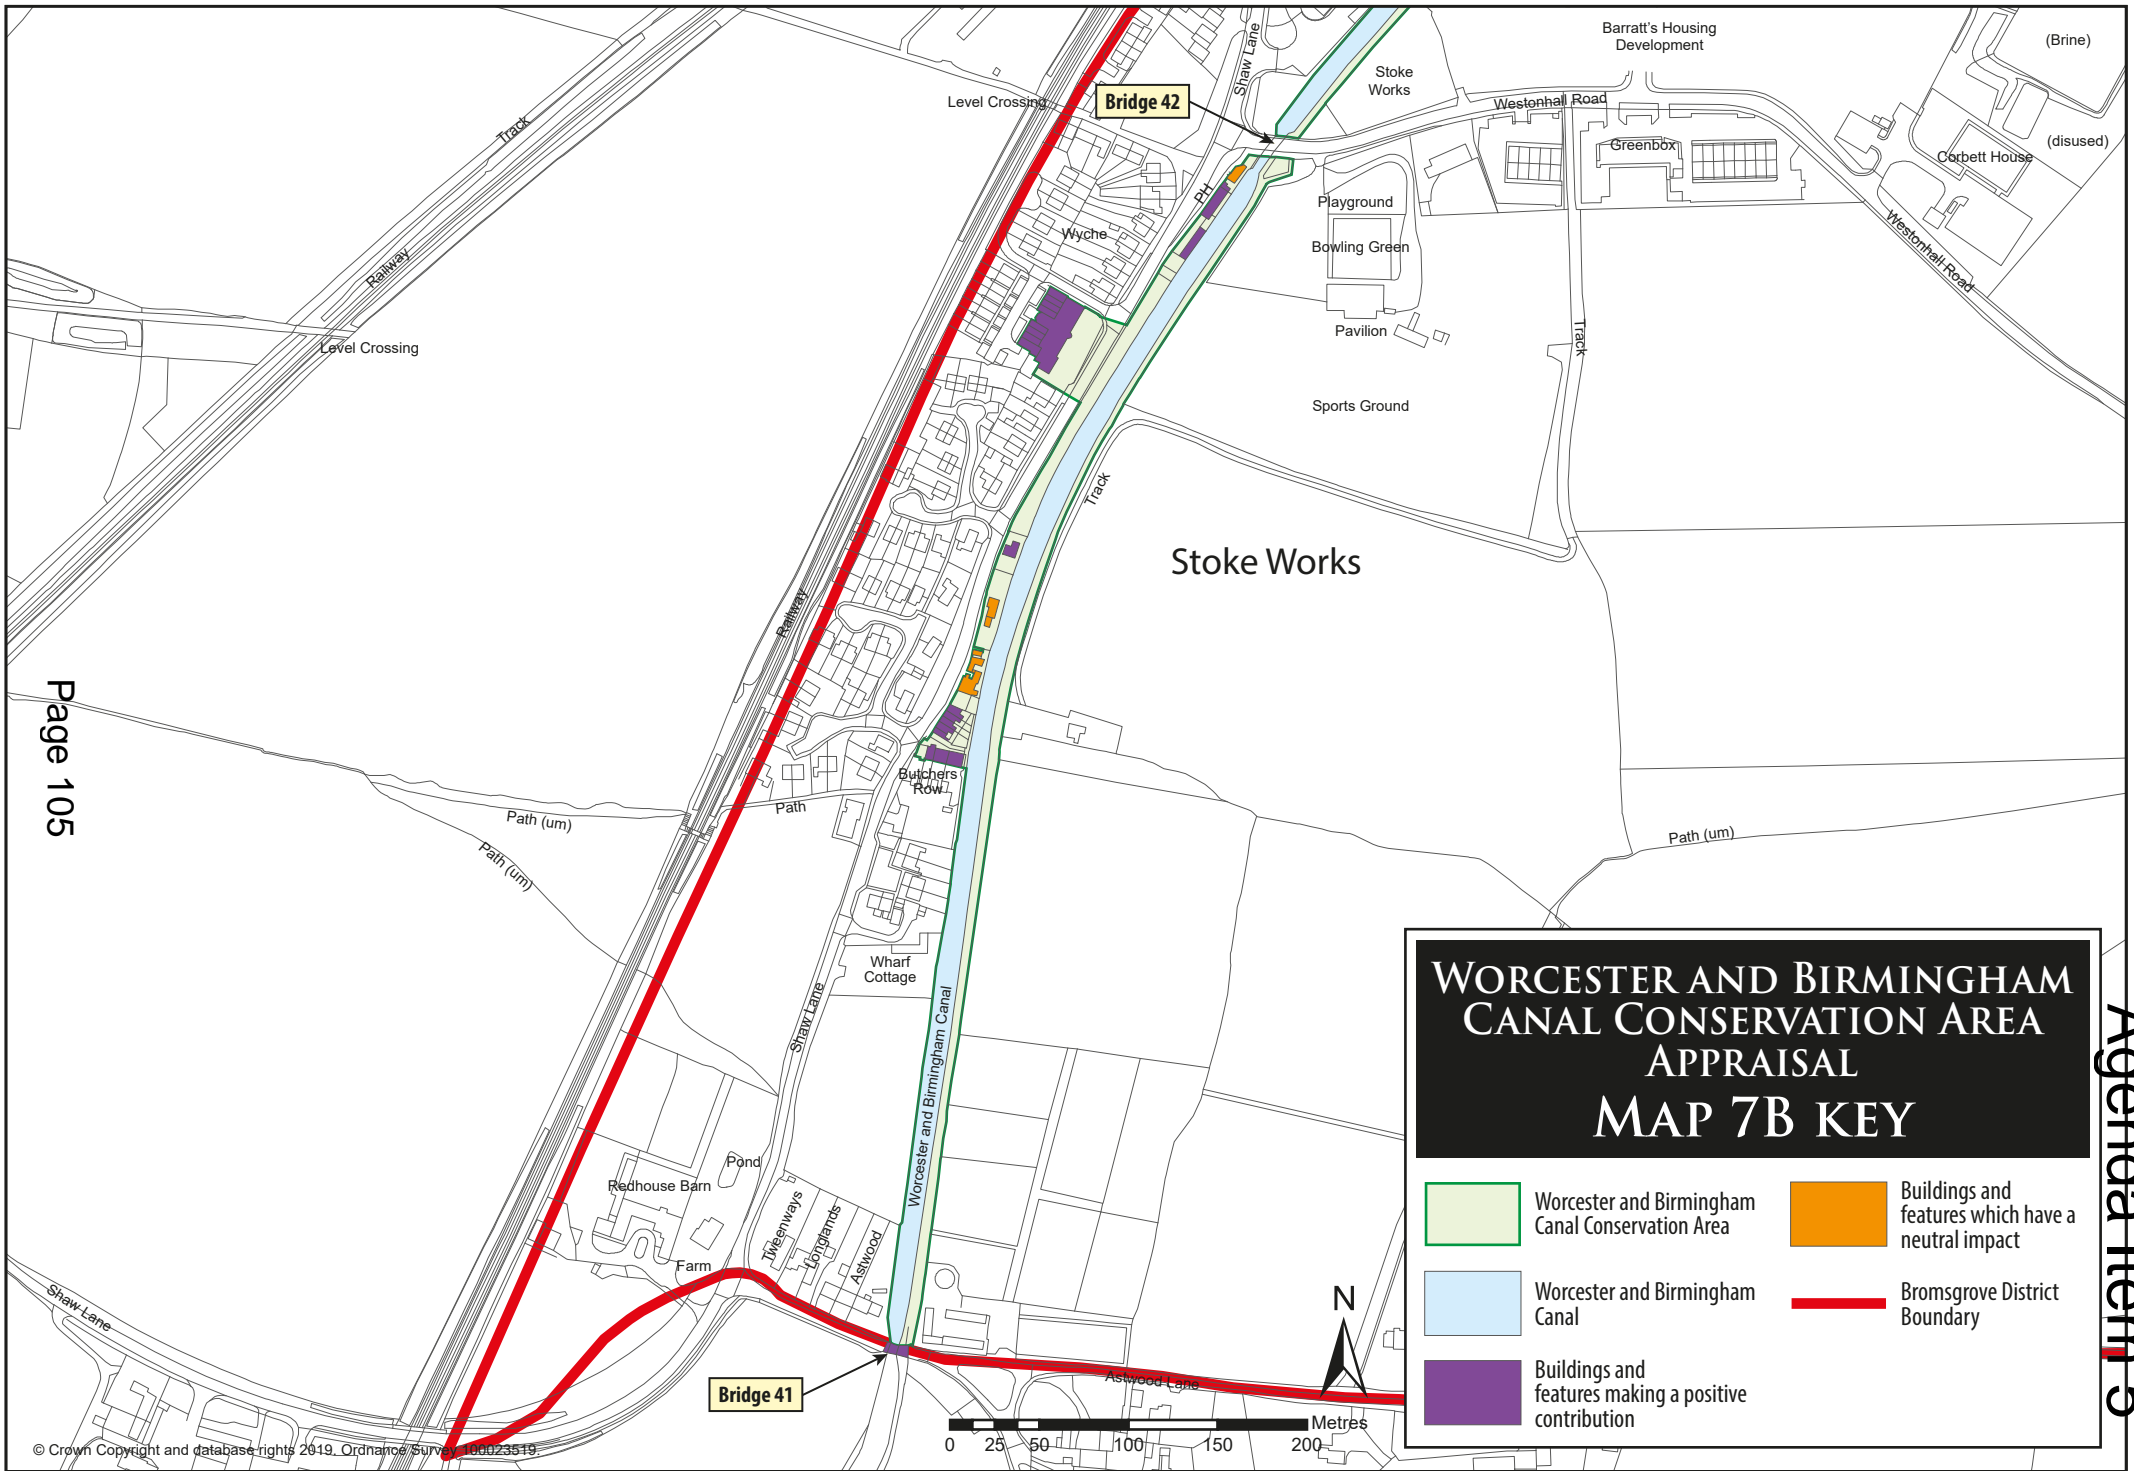 Barratt's Housing
Development
(Brine)
Shaw Lane
Stoke
Works
Level Crossing
Bridge 42
Westonhall Road
Track
Greenbox
(disused)
Corbett House
PH
Playground
Wyche
Bowling Green
Westonhall Road
Railway
Pavilion
Track
Level Crossing
Sports Ground
Track
Stoke Works
Railway
Page 105
Butchers
Row
Path
Path (um)
Path (um)
Path (um)
Wharf
Cottage
Shaw Lane
Worcester and Birmingham Canal
Pond
Redhouse Barn
Tweenways
Longlands
Astwood
Farm
Shaw Lane
Bridge 41
Astwood Lane
N
Metres
0 25 50 100 150 200
© Crown Copyright and database rights 2019. Ordnance Survey 100023519.
WORCESTER AND BIRMINGHAM
CANAL CONSERVATION AREA
APPRAISAL
MAP 7B KEY
Worcester and Birmingham
Canal Conservation Area
Worcester and Birmingham
Canal
Buildings and
features making a positive
contribution
Buildings and
features which have a
neutral impact
Bromsgrove District
Boundary
Agenda Item 5